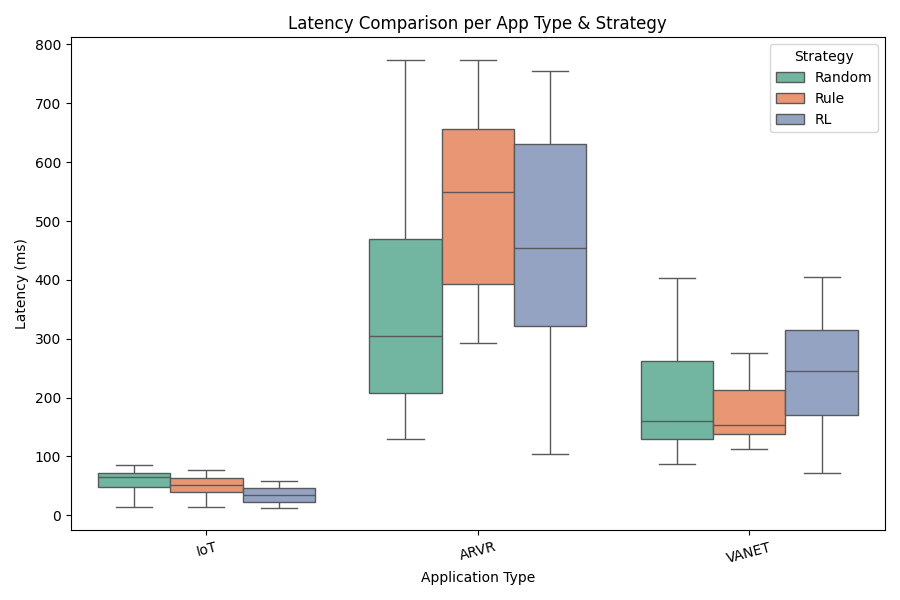 Latency Comparison per App Type & Strategy
Strategy
Random
Rule
RL
Latency (ms)
800
700
600
500
400
300
200
100
0
IoT
ARVR
VANET
Application Type